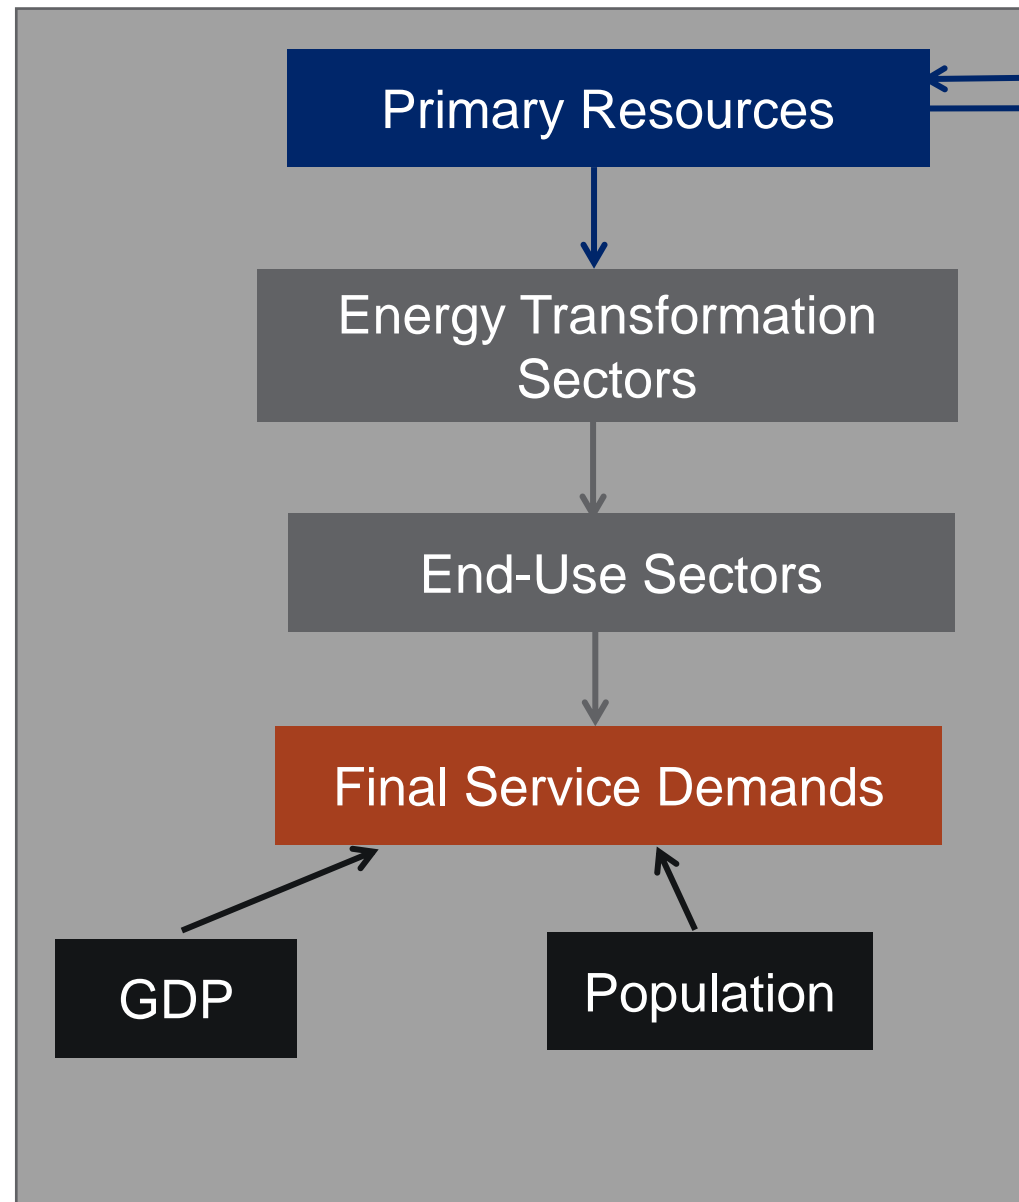 Primary Resources
Energy Transformation
Sectors
End-Use Sectors
Final Service Demands
GDP
Population